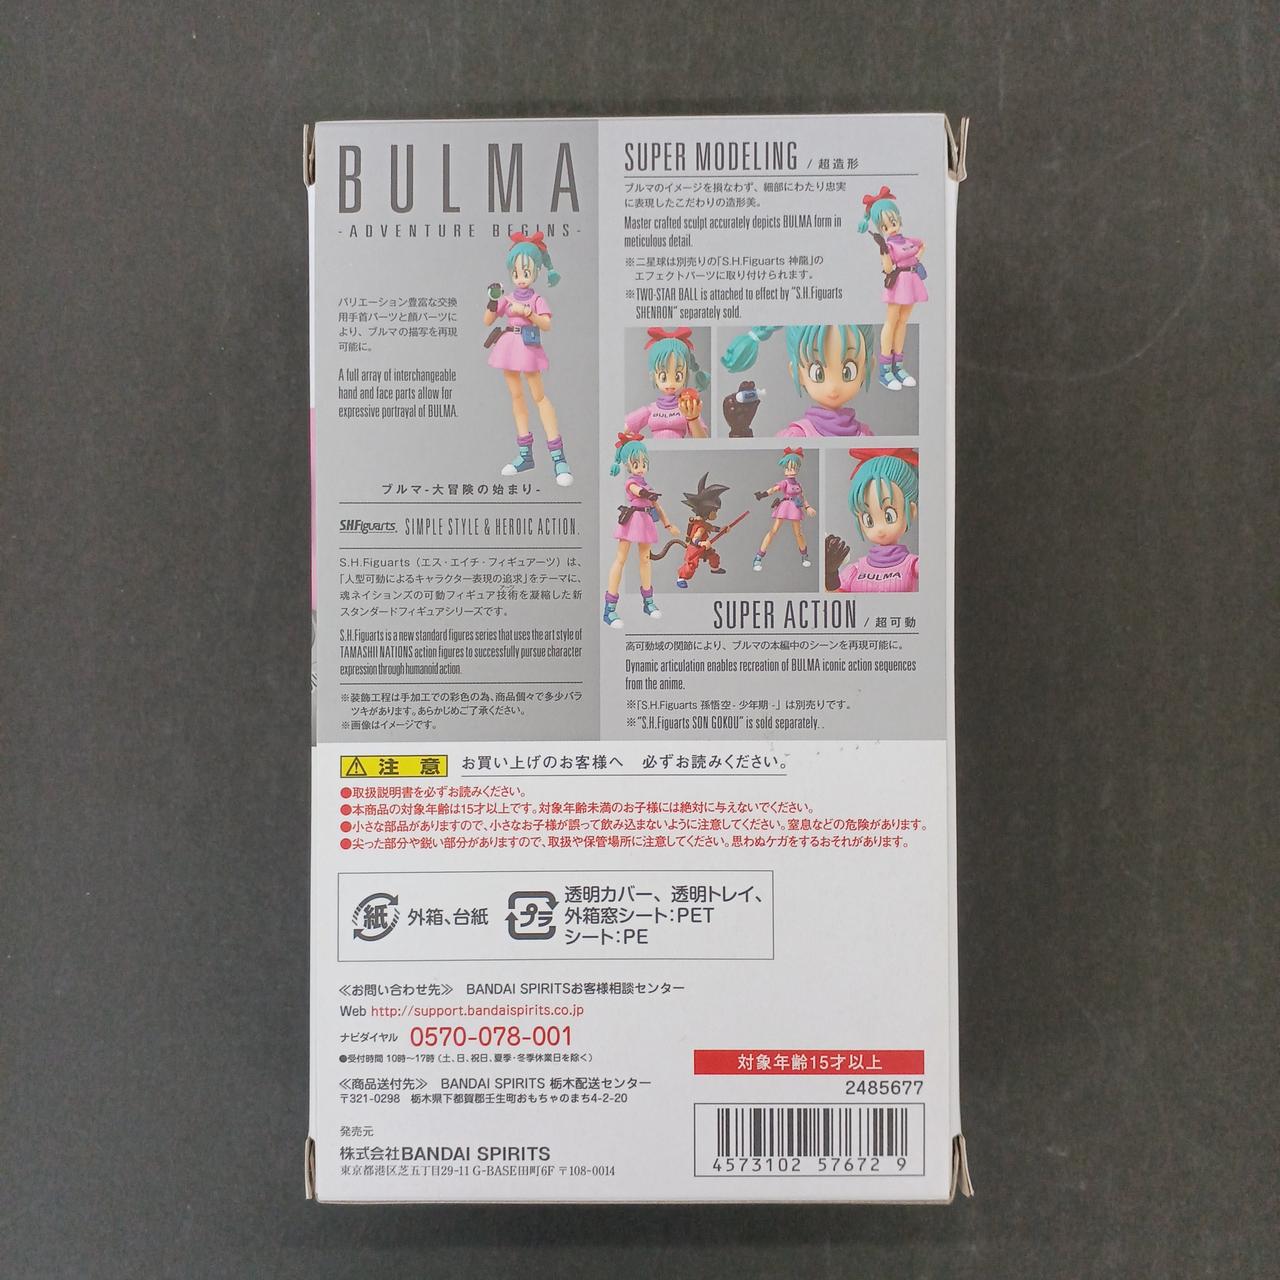 BULMA
-ADVENTURE BEGINS-
バリエーション豊富な交換
用手首パーツと顔パーツに
より、ブルマの描写を再現
可能に。
A full array of interchangeable
hand and face parts allow for
expressive portrayal of BULMA.
ブルマ-大冒険の始まり-
S.H.Figuarts SIMPLE STYLE & HEROIC ACTION.
S.H.Figuarts（エス・エイチ・フィギュアーツ）は、
「人型可動によるキャラクター表現の追求」をテーマに、
魂ネイションズの可動フィギュア技術を凝縮した新
スタンダードフィギュアシリーズです。
S.H.Figuarts is a new standard figures series that uses the art style of
TAMASHII NATIONS action figures to successfully pursue character
expression through humanoid action.
※装飾工程は手加工での彩色の為、商品個々で多少バラ
ツキがあります。あらかじめご了承ください。
※画像はイメージです。
SUPER MODELING / 超造形
ブルマのイメージを損なわず、細部にわたり忠実
に表現したこだわりの造形美。
Master crafted sculpt accurately depicts BULMA form in
meticulous detail.
※二星球は別売りの「S.H.Figuarts 神龍」の
エフェクトパーツに取り付けられます。
※TWO-STAR BALL is attached to effect by "S.H.Figuarts
SHENRON" separately sold.
BULMA
BULMA
SUPER ACTION / 超可動
高可動域の関節により、ブルマの本編中のシーンを再現可能に。
Dynamic articulation enables recreation of BULMA iconic action sequences
from the anime.
※「S.H.Figuarts 孫悟空 - 少年期 -」は別売りです。
※"S.H.Figuarts SON GOKOU" is sold separately.
注意 お買い上げのお客様へ 必ずお読みください。
●取扱説明書を必ずお読みください。
●本商品の対象年齢は15才以上です。対象年齢未満のお子様には絶対に与えないでください。
●小さな部品がありますので、小さなお子様が誤って飲み込まないように注意してください。窒息などの危険があります。
●尖った部分や鋭い部分がありますので、取扱や保管場所に注意してください。思わぬケガをするおそれがあります。
紙 外箱、台紙
プラ 透明カバー、透明トレイ、
外箱窓シート:PET
シート:PE
≪お問い合わせ先≫ BANDAI SPIRITSお客様相談センター
Web http://support.bandaispirits.co.jp
ナビダイヤル 0570-078-001
●受付時間 10時〜17時（土、日、祝日、夏季・冬季休業日を除く）
≪商品送付先≫ BANDAI SPIRITS 栃木配送センター
〒321-0298 栃木県下都賀郡壬生町おもちゃのまち4-2-20
発売元
株式会社BANDAI SPIRITS
東京都港区芝五丁目29-11 G-BASE田町6F 〒108-0014
対象年齢15才以上
2485677
4573102 57672 9